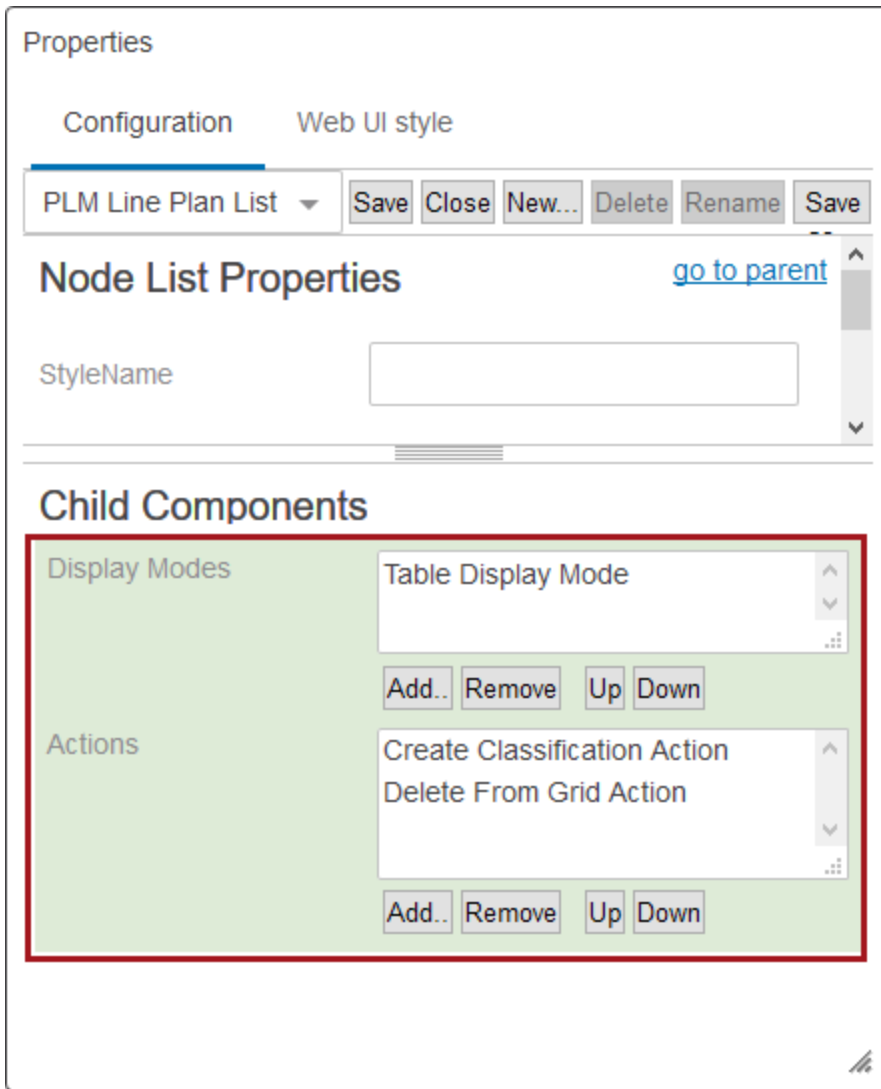 Properties
Configuration Web UI style
PLM Line Plan List Save Close New... Delete Rename Save
Node List Properties go to parent
StyleName
Child Components
Display Modes Table Display Mode
Add.. Remove Up Down
Actions Create Classification Action
Delete From Grid Action
Add.. Remove Up Down